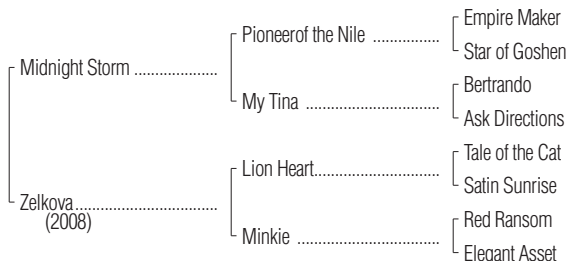 Empire Maker
Pioneerof the Nile ................
Star of Goshen
Midnight Storm ....................
Bertrando
My Tina ................................
Ask Directions
Tale of the Cat
Lion Heart..............................
Satin Sunrise
Zelkova..................................
(2008)
Red Ransom
Minkie ..................................
Elegant Asset